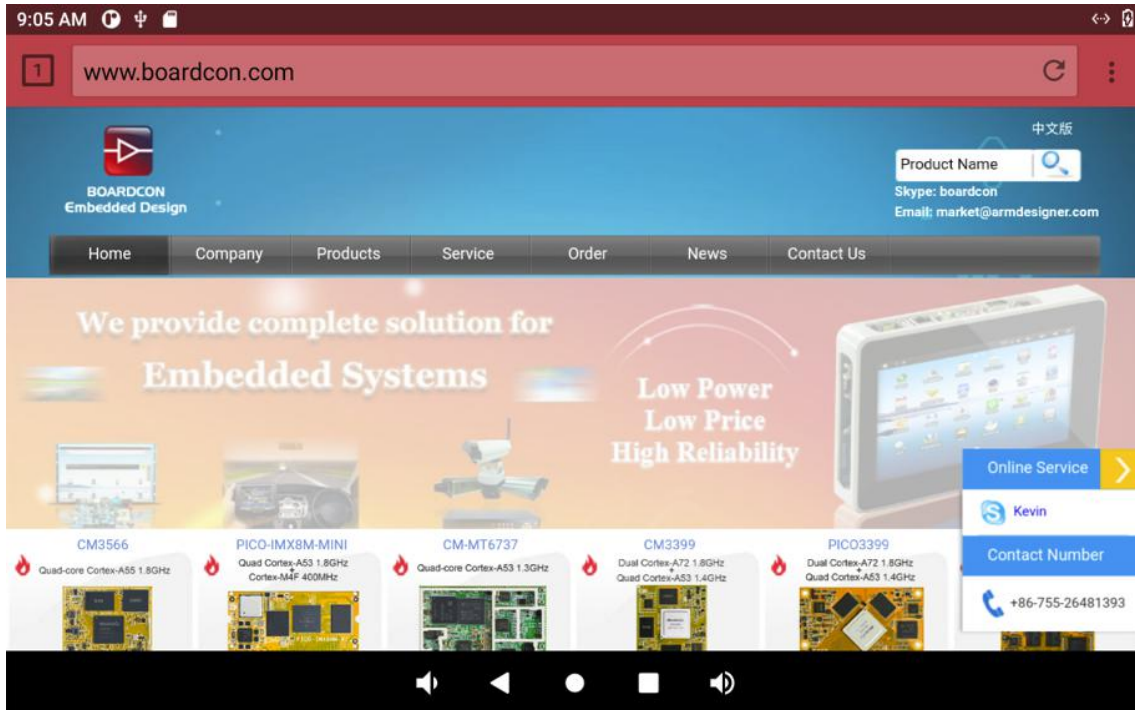 9:05 AM
1
www.boardcon.com
中文版
Product Name
BOARDCON
Embedded Design
Skype: boardcon
Email: market@armdesigner.com
Home Company Products Service Order News Contact Us
We provide complete solution for
Embedded Systems
Low Power
Low Price
High Reliability
Online Service
Kevin
Contact Number
+86-755-26481393
CM3566
Quad-core Cortex-A55 1.8GHz
PICO-IMX8M-MINI
Quad Cortex-A53 1.8GHz
+
Cortex-M4F 400MHz
CM-MT6737
Quad-core Cortex-A53 1.3GHz
CM3399
Dual Cortex-A72 1.8GHz
+
Quad Cortex-A53 1.4GHz
PICO3399
Dual Cortex-A72 1.8GHz
+
Quad Cortex-A53 1.4GHz